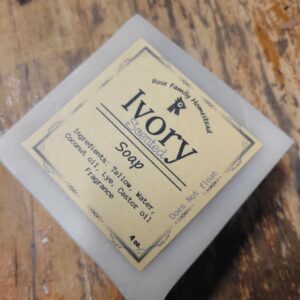 Rose Family Homestead
R
Ivory
Scented
Soap
Ingredients: Tallow, Water,
Coconut oil, Lye, Castor oil
Fragrance
Does Not float
4 oz.